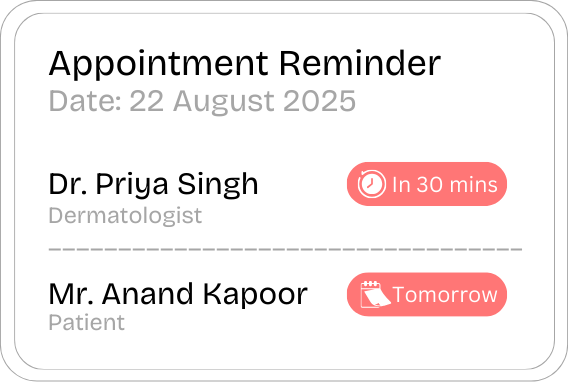 Appointment Reminder
Date: 22 August 2025
Dr. Priya Singh
In 30 mins
Dermatologist
Mr. Anand Kapoor
Tomorrow
Patient